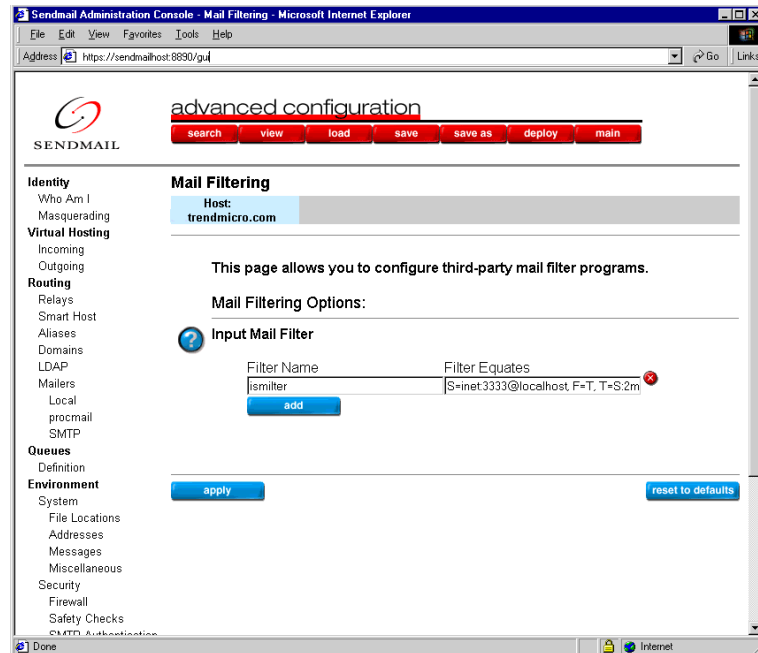 Sendmail Administration Console - Mail Filtering - Microsoft Internet Explorer
File Edit View Favorites Tools Help
Address https://sendmailhost:8890/gui Go Links
SENDMAIL
advanced configuration
search view load save save as deploy main
Identity
Who Am I
Masquerading
Virtual Hosting
Incoming
Outgoing
Routing
Relays
Smart Host
Aliases
Domains
LDAP
Mailers
Local
procmail
SMTP
Queues
Definition
Environment
System
File Locations
Addresses
Messages
Miscellaneous
Security
Firewall
Safety Checks
SMTP Authentication
Mail Filtering
Host:
trendmicro.com
This page allows you to configure third-party mail filter programs.
Mail Filtering Options:
? Input Mail Filter
Filter Name Filter Equates
ismilter S=inet:3333@localhost, F=T, T=S:2m
add
apply reset to defaults
Done Internet